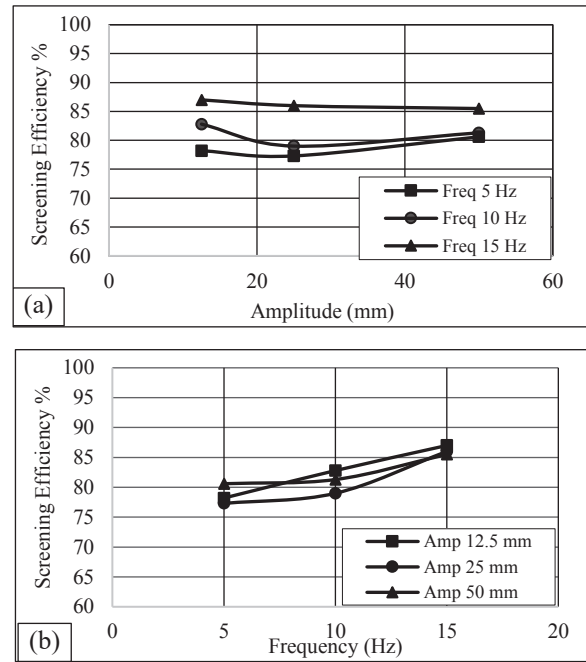 100
95
90
85
80
75
70
65
60
Screening Efficiency %
Freq 5 Hz
Freq 10 Hz
Freq 15 Hz
0 20 40 60
Amplitude (mm)
(a)
100
95
90
85
80
75
70
65
60
Screening Efficiency %
Amp 12.5 mm
Amp 25 mm
Amp 50 mm
0 5 10 15 20
Frequency (Hz)
(b)